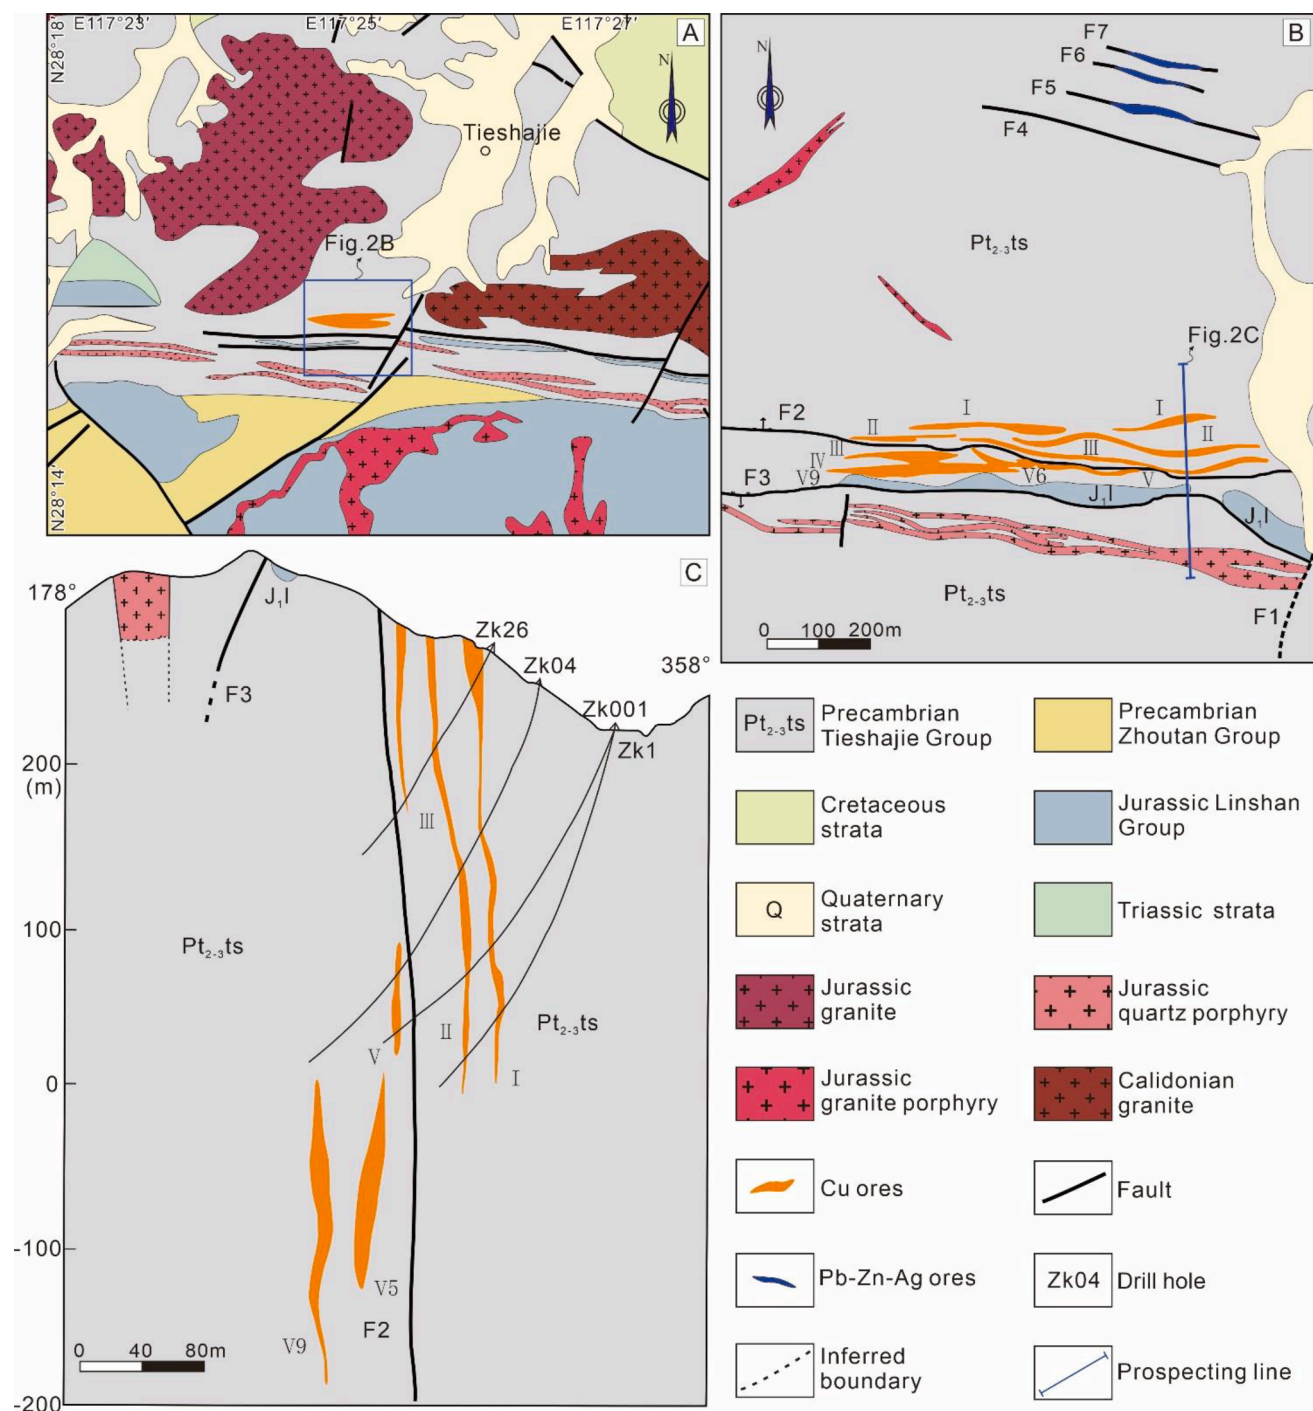 E117°23′
E117°25′
E117°27′
A
N28°18′
N
Tieshajie
Fig.2B
N28°14′
B
N
F7
F6
F5
F4
Pt2-3ts
Fig.2C
F2
I
I
II
II
III
III
IV
V9
V6
V
F3
J1l
J1l
Pt2-3ts
F1
0 100 200m
C
178°
J1l
Zk26
Zk04
358°
F3
Zk001
Zk1
200
(m)
III
100
Pt2-3ts
Pt2-3ts
II
V
I
0
-100
V5
V9
F2
0 40 80m
-200
Pt2-3ts
Precambrian
Tieshajie Group
Precambrian
Zhoutan Group
Cretaceous
strata
Jurassic Linshan
Group
Q
Quaternary
strata
Triassic strata
Jurassic
granite
Jurassic
quartz porphyry
Jurassic
granite porphyry
Calidonian
granite
Cu ores
Fault
Pb-Zn-Ag ores
Zk04
Drill hole
Inferred
boundary
Prospecting line